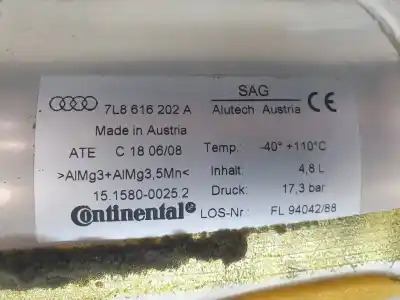 7L8 616 202 A
Made in Austria
ATE C 18 06/08
>AlMg3+AlMg3,5Mn<
15.1580-0025.2
Continental
SAG
Alutech Austria
CE
Temp: -40° +110°C
Inhalt: 4,8 L
Druck: 17,3 bar
LOS-Nr.: FL 94042/88